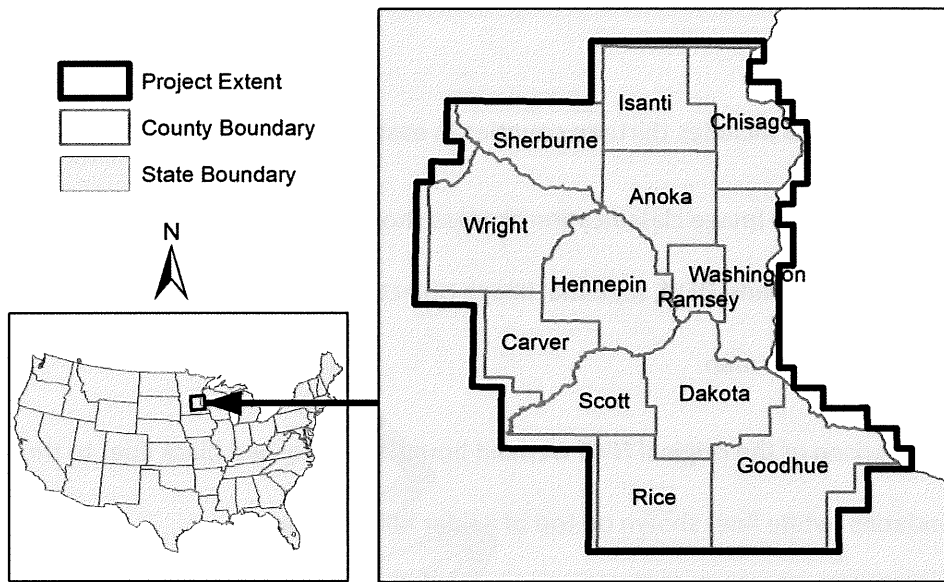 Project Extent
County Boundary
State Boundary
N
Isanti
Chisago
Sherburne
Anoka
Wright
Hennepin
Washington
Ramsey
Carver
Scott
Dakota
Goodhue
Rice